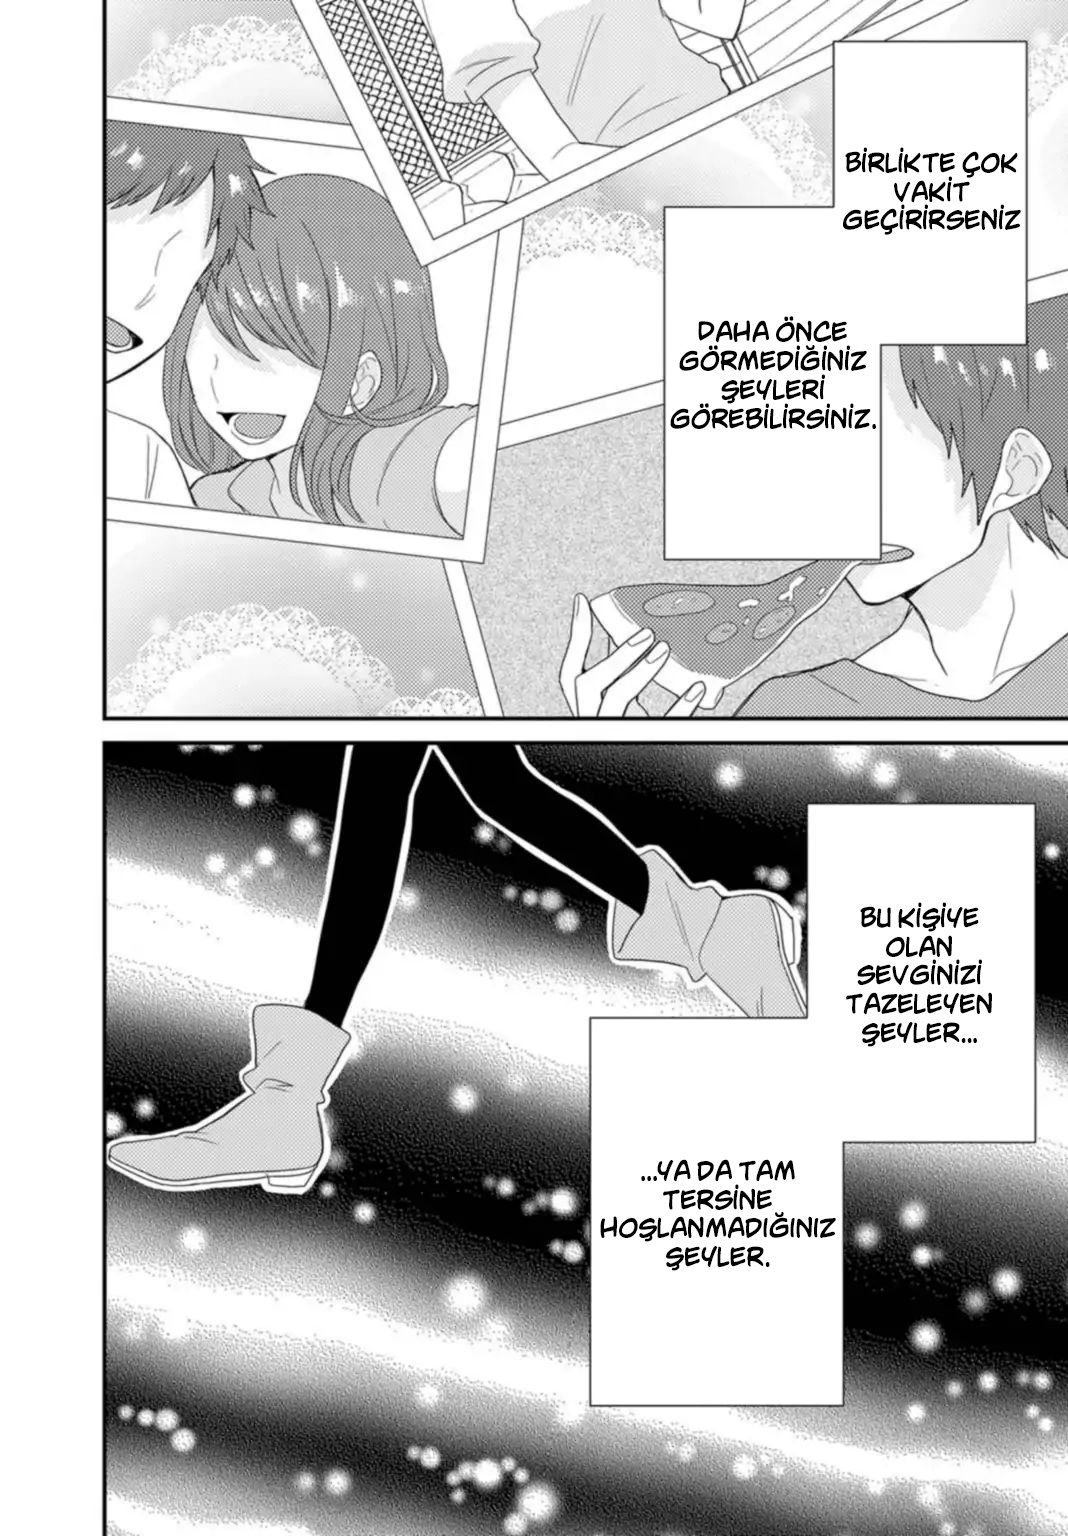 BİRLİKTE ÇOK
VAKİT
GEÇİRİRSENİZ
DAHA ÖNCE
GÖRMEDİĞİNİZ
ŞEYLERİ
GÖREBİLİRSİNİZ.
BU KİŞİYE
OLAN
SEVGİNİZİ
TAZELEYEN
ŞEYLER...
...YA DA TAM
TERSİNE
HOŞLANMADIĞINIZ
ŞEYLER.